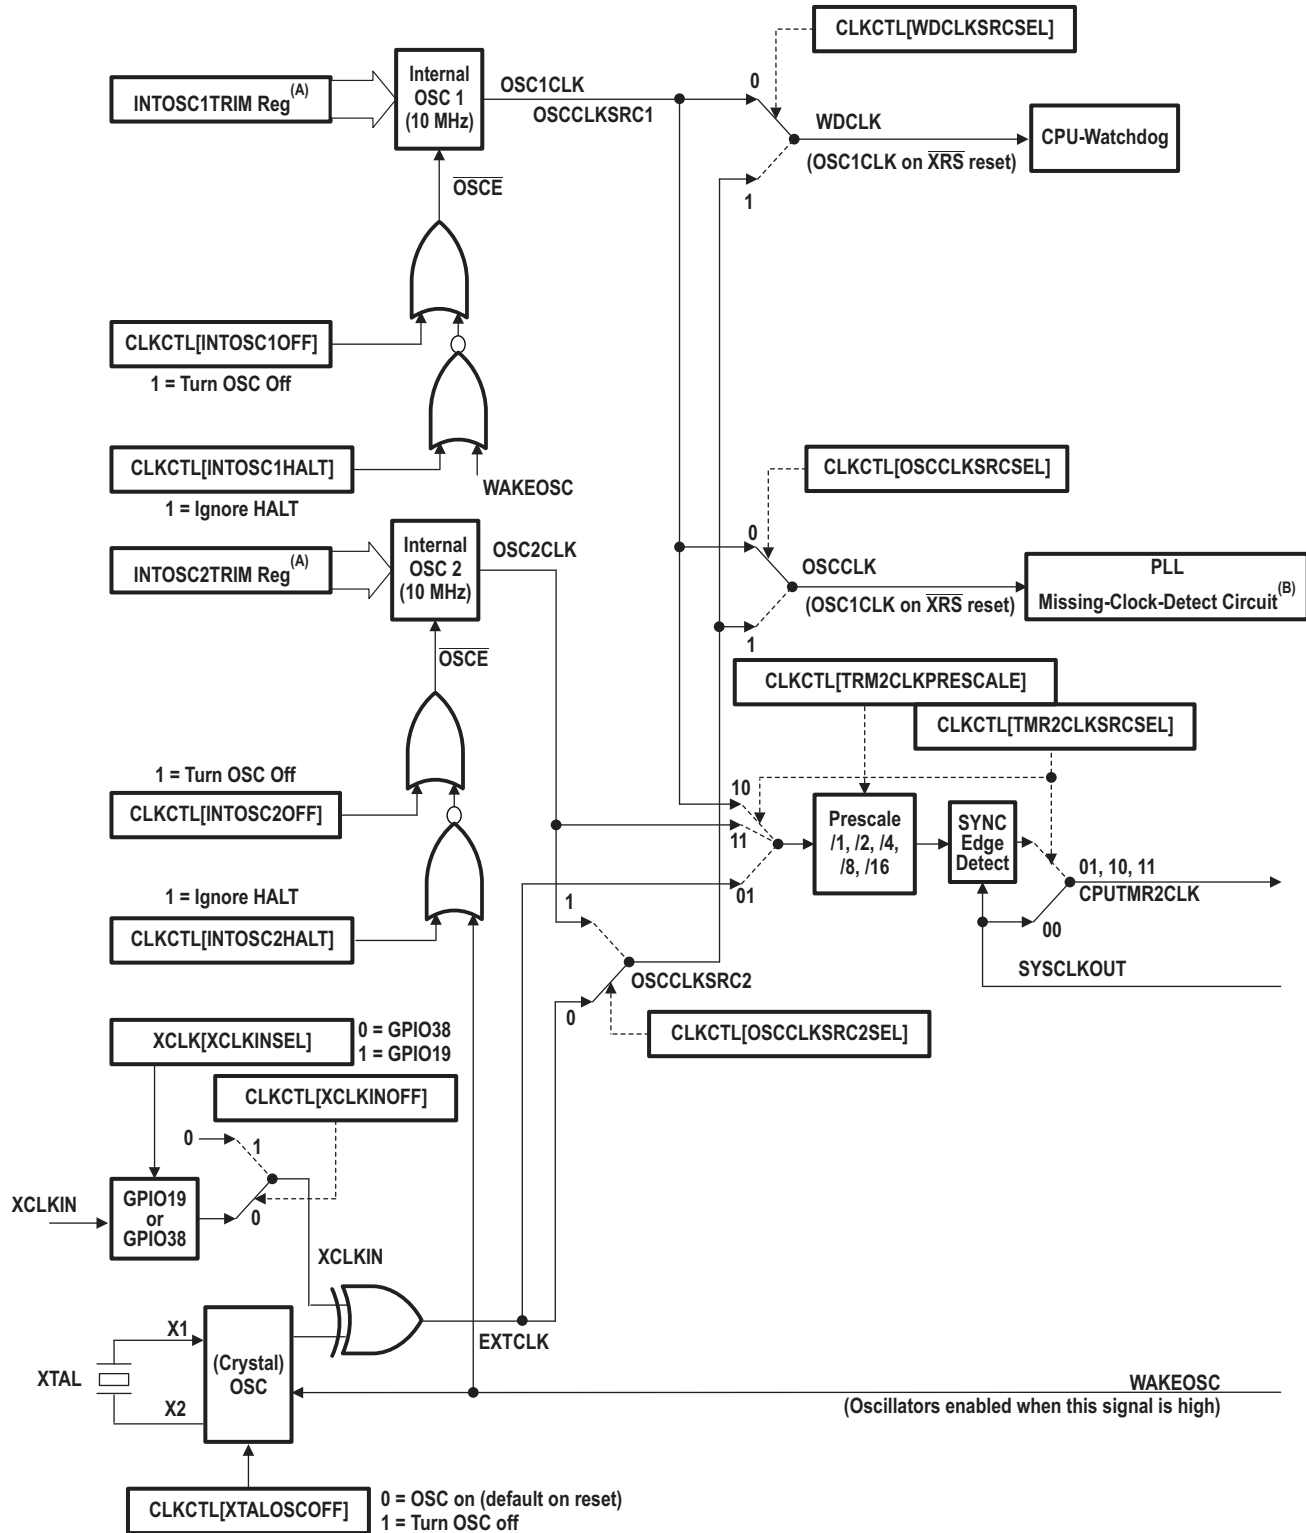 CLKCTL[WDCLKSRCSEL]
Internal
OSC 1
(10 MHz)
INTOSC1TRIM Reg(A)
OSC1CLK
OSCCLKSRC1
0
WDCLK
(OSC1CLK on XRS reset)
1
CPU-Watchdog
OSCE
CLKCTL[INTOSC1OFF]
1 = Turn OSC Off
CLKCTL[INTOSC1HALT]
1 = Ignore HALT
WAKEOSC
CLKCTL[OSCCLKSRCSEL]
INTOSC2TRIM Reg(A)
Internal
OSC 2
(10 MHz)
OSC2CLK
0
OSCCLK
(OSC1CLK on XRS reset)
1
PLL
Missing-Clock-Detect Circuit(B)
OSCE
CLKCTL[TRM2CLKPRESCALE]
CLKCTL[TMR2CLKSRCSEL]
1 = Turn OSC Off
CLKCTL[INTOSC2OFF]
10
11
01
Prescale
/1, /2, /4,
/8, /16
SYNC
Edge
Detect
01, 10, 11
CPUTMR2CLK
00
SYSCLKOUT
1 = Ignore HALT
CLKCTL[INTOSC2HALT]
1
0
OSCCLKSRC2
CLKCTL[OSCCLKSRC2SEL]
XCLK[XCLKINSEL]
0 = GPIO38
1 = GPIO19
CLKCTL[XCLKINOFF]
0
1
0
XCLKIN
GPIO19
or
GPIO38
XCLKIN
EXTCLK
XTAL
X1
X2
(Crystal)
OSC
WAKEOSC
(Oscillators enabled when this signal is high)
CLKCTL[XTALOSCOFF]
0 = OSC on (default on reset)
1 = Turn OSC off